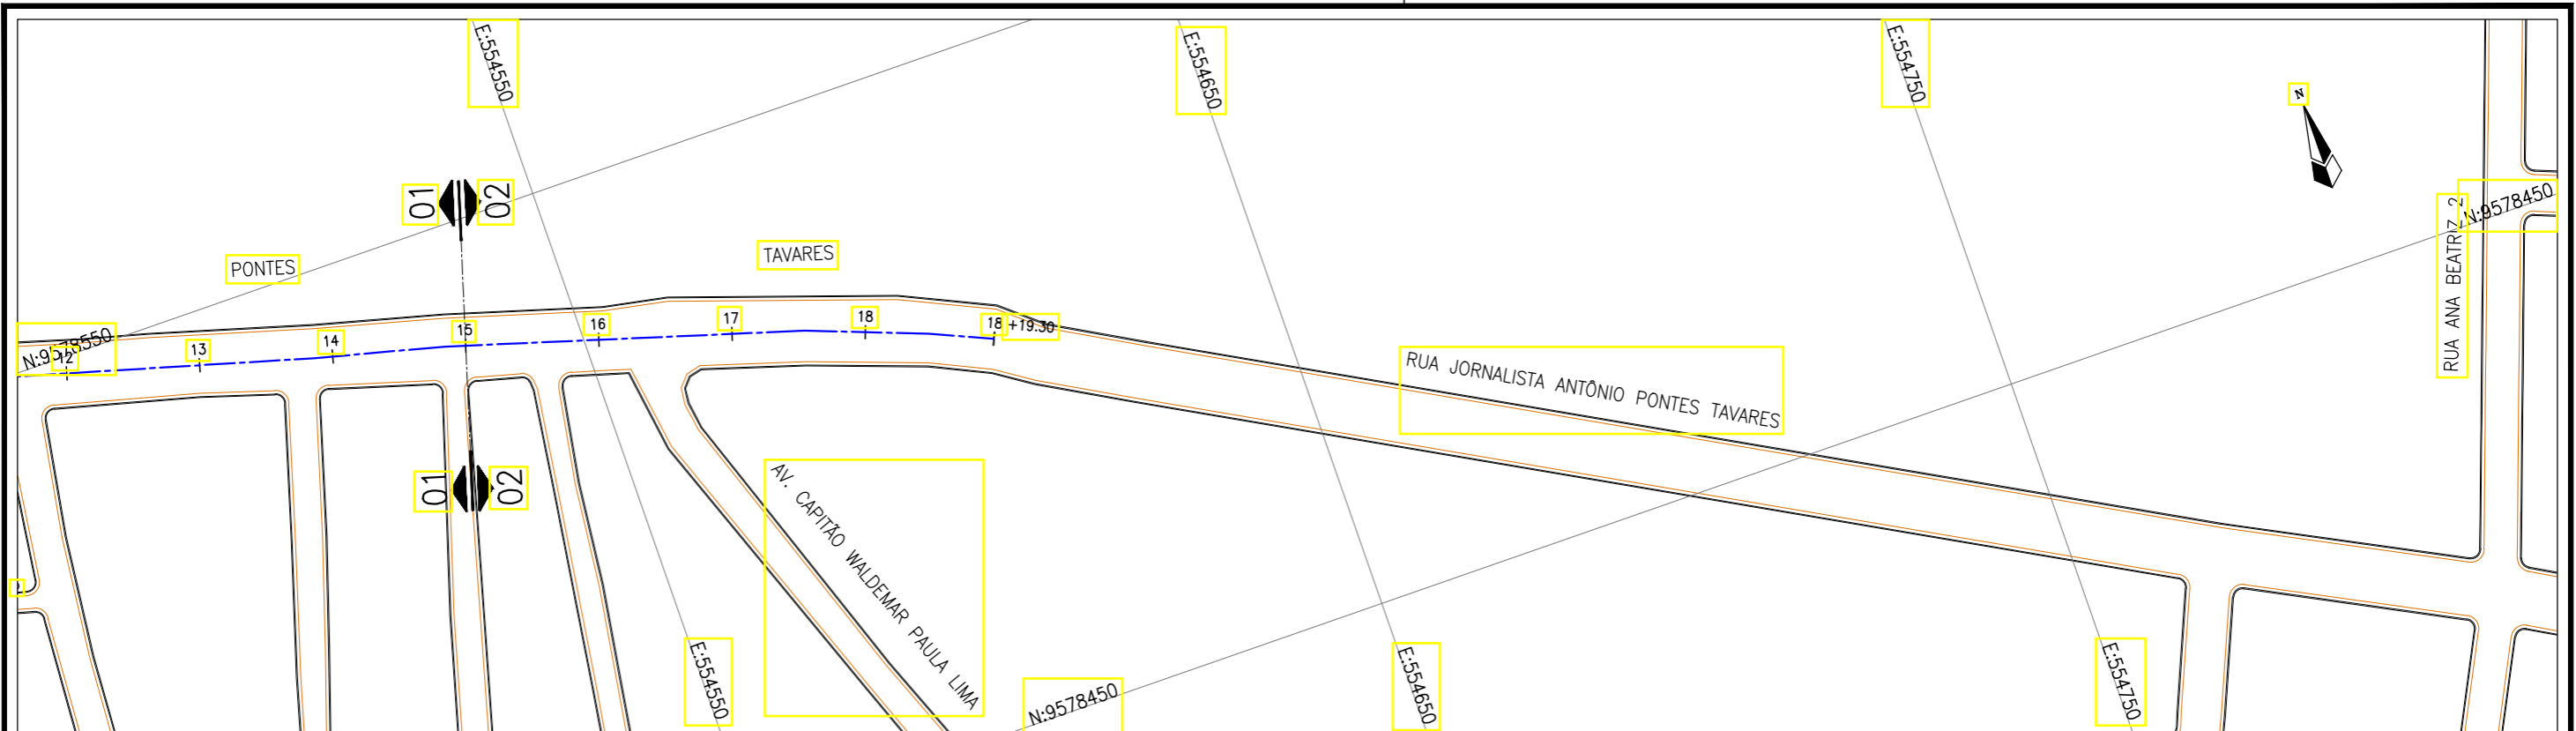 E:554550
E:554650
E:554750
N
01
02
N:9578450
RUA ANA BEATRIZ 2
PONTES
TAVARES
N:9578550
12
13
14
15
16
17
18
18
+19.30
RUA JORNALISTA ANTÔNIO PONTES TAVARES
01
02
AV. CAPITÃO WALDEMAR PAULA LIMA
E:554550
N:9578450
E:554650
E:554750